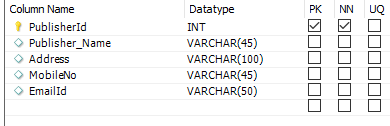 Column Name Datatype PK NN UQ
PublisherId INT
Publisher_Name VARCHAR(45)
Address VARCHAR(100)
MobileNo VARCHAR(45)
EmailId VARCHAR(50)